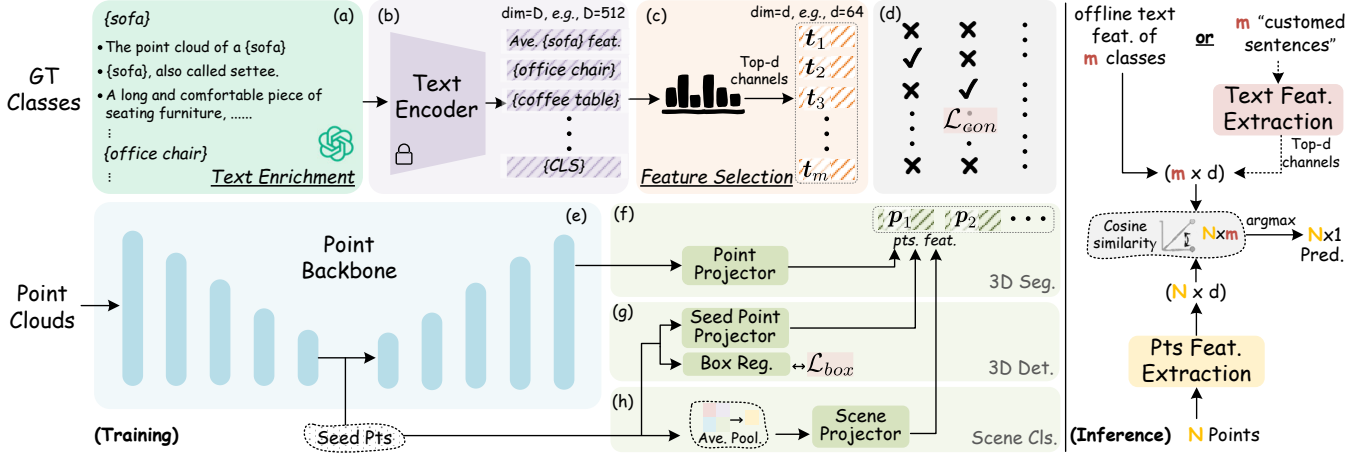 GT
Classes
{sofa}
(a)
• The point cloud of a {sofa}
• {sofa}, also called settee.
• A long and comfortable piece of
seating furniture, ......
⋮
{office chair}
⋮
Text Enrichment
(b)
dim=D, e.g., D=512
Text
Encoder
Ave. {sofa} feat.
{office chair}
{coffee table}
{CLS}
(c)
dim=d, e.g., d=64
Top-d
channels
t₁
t₂
t₃
tₘ
Feature Selection
(d)
L_con
Point
Clouds
(e)
Point
Backbone
Seed Pts
(Training)
(f)
p₁ p₂
pts. feat.
Point
Projector
3D Seg.
(g)
Seed Point
Projector
Box Reg.
L_box
3D Det.
(h)
Ave. Pool.
Scene
Projector
Scene Cls.
offline text
feat. of
m classes
or
m “customed
sentences”
Text Feat.
Extraction
Top-d
channels
(m x d)
Cosine
similarity
Nxm
argmax
Nx1
Pred.
(N x d)
Pts Feat.
Extraction
(Inference)
N Points